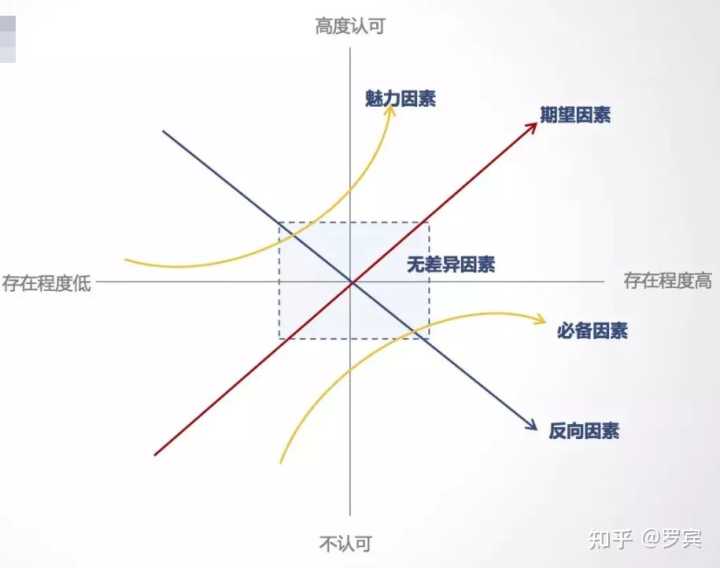 高度认可
魅力因素
期望因素
无差异因素
存在程度低
存在程度高
必备因素
反向因素
不认可
知乎 @罗宾